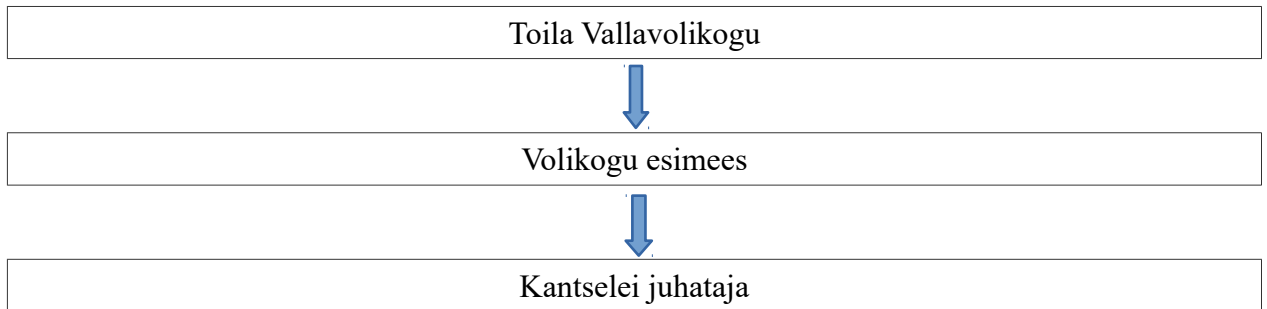 Toila Vallavolikogu
Volikogu esimees
Kantselei juhataja